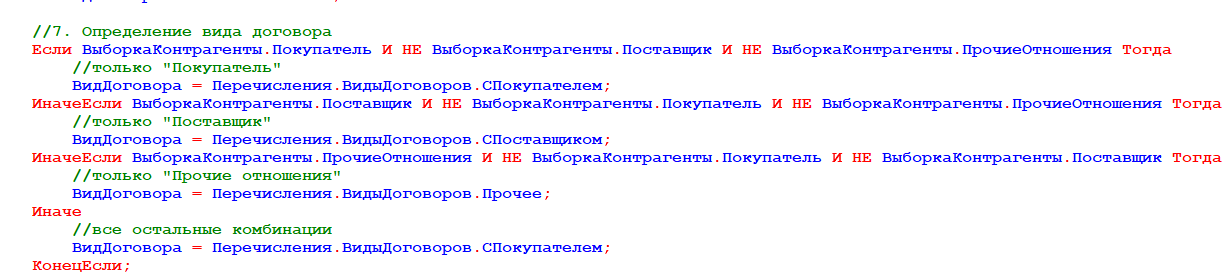 //7. Определение вида договора
Если ВыборкаКонтрагенты.Покупатель И НЕ ВыборкаКонтрагенты.Поставщик И НЕ ВыборкаКонтрагенты.ПрочиеОтношения Тогда
//только "Покупатель"
ВидДоговора = Перечисления.ВидыДоговоров.СПокупателем;
ИначеЕсли ВыборкаКонтрагенты.Поставщик И НЕ ВыборкаКонтрагенты.Покупатель И НЕ ВыборкаКонтрагенты.ПрочиеОтношения Тогда
//только "Поставщик"
ВидДоговора = Перечисления.ВидыДоговоров.СПоставщиком;
ИначеЕсли ВыборкаКонтрагенты.ПрочиеОтношения И НЕ ВыборкаКонтрагенты.Покупатель И НЕ ВыборкаКонтрагенты.Поставщик Тогда
//только "Прочие отношения"
ВидДоговора = Перечисления.ВидыДоговоров.Прочее;
Иначе
//все остальные комбинации
ВидДоговора = Перечисления.ВидыДоговоров.СПокупателем;
КонецЕсли;